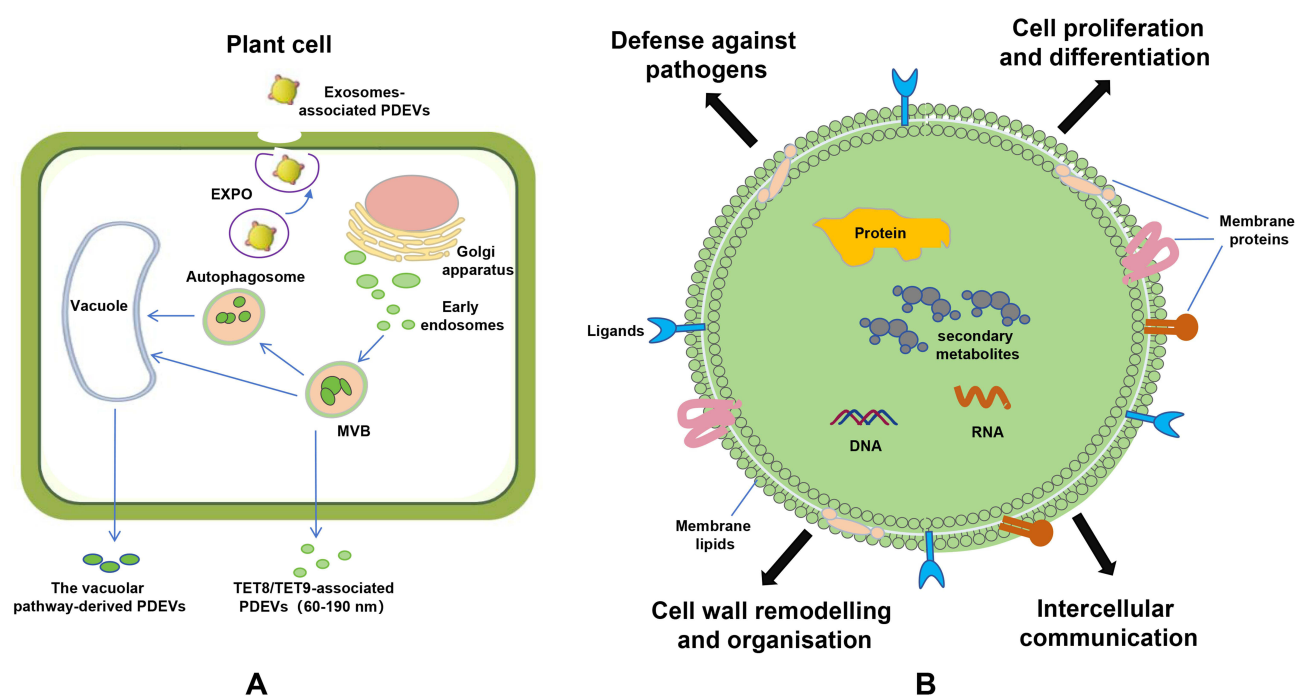 Plant cell
Exosomes-
associated PDEVs
EXPO
Golgi
apparatus
Autophagosome
Vacuole
Early
endosomes
MVB
The vacuolar
pathway-derived PDEVs
TET8/TET9-associated
PDEVs（60-190 nm）
A
Defense against
pathogens
Cell proliferation
and differentiation
Membrane
proteins
Protein
Ligands
secondary
metabolites
DNA
RNA
Membrane
lipids
Cell wall remodelling
and organisation
Intercellular
communication
B